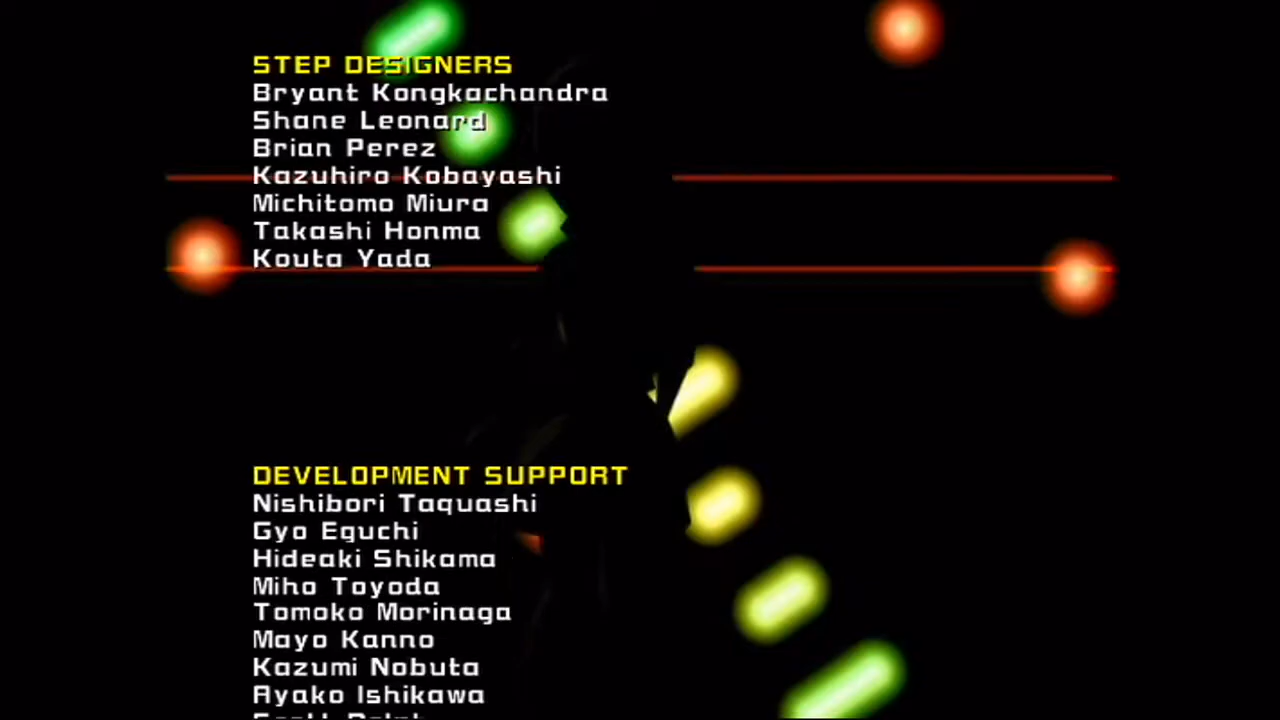 STEP DESIGNERS
Bryant Kongkachandra
Shane Leonard
Brian Perez
Kazuhiro Kobayashi
Michitomo Miura
Takashi Honma
Kouta Yada
DEVELOPMENT SUPPORT
Nishibori Taquashi
Gyo Eguchi
Hideaki Shikama
Miho Toyoda
Tomoko Morinaga
Mayo Kanno
Kazumi Nobuta
Ayako Ishikawa